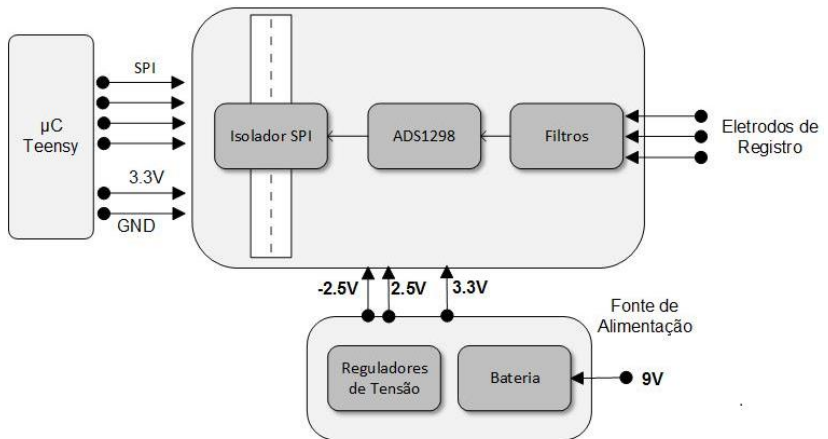 SPI
µC
Teensy
3.3V
GND
Isolador SPI
ADS1298
Filtros
Eletrodos de
Registro
-2.5V
2.5V
3.3V
Fonte de
Alimentação
Reguladores
de Tensão
Bateria
9V